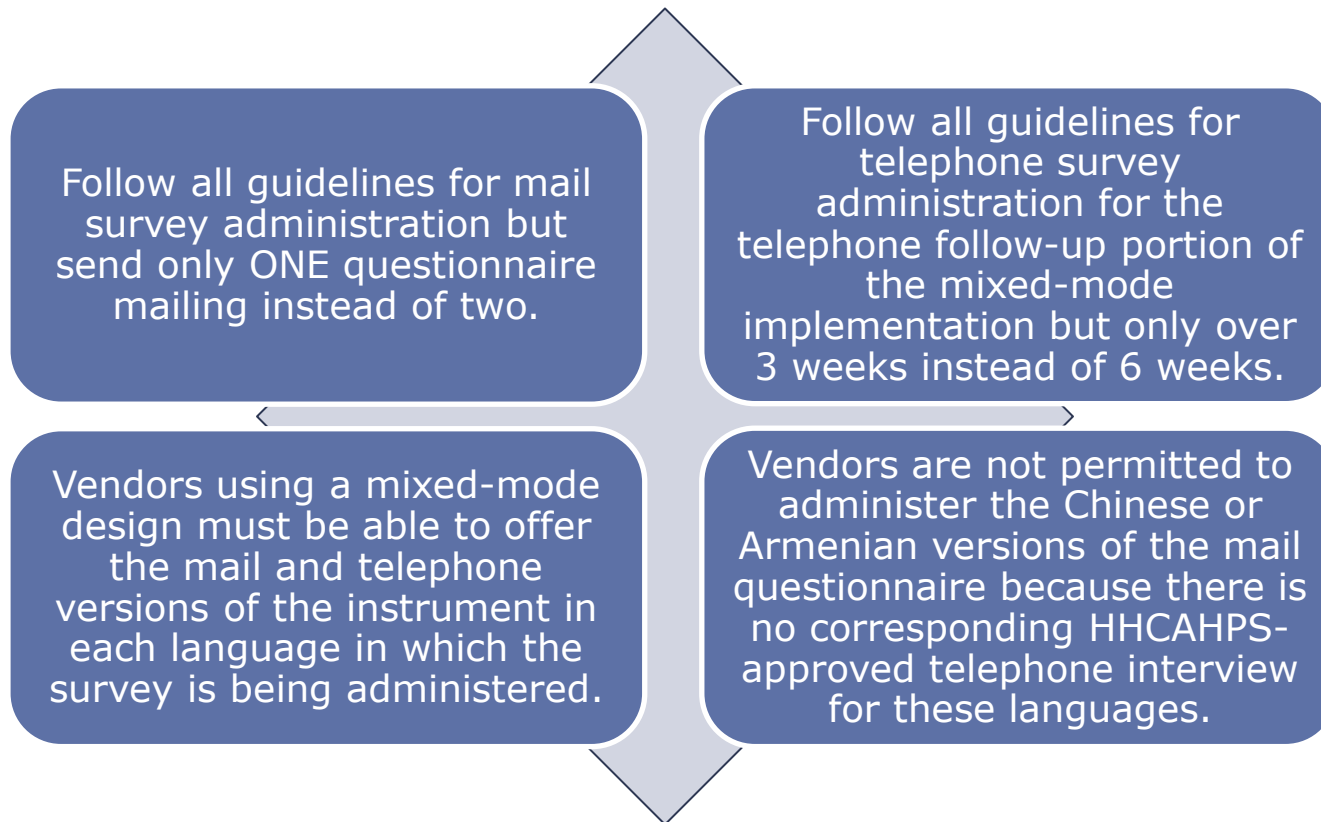 Follow all guidelines for mail
survey administration but
send only ONE questionnaire
mailing instead of two.
Follow all guidelines for
telephone survey
administration for the
telephone follow-up portion of
the mixed-mode
implementation but only over
3 weeks instead of 6 weeks.
Vendors using a mixed-mode
design must be able to offer
the mail and telephone
versions of the instrument in
each language in which the
survey is being administered.
Vendors are not permitted to
administer the Chinese or
Armenian versions of the mail
questionnaire because there is
no corresponding HHCAHPS-
approved telephone interview
for these languages.